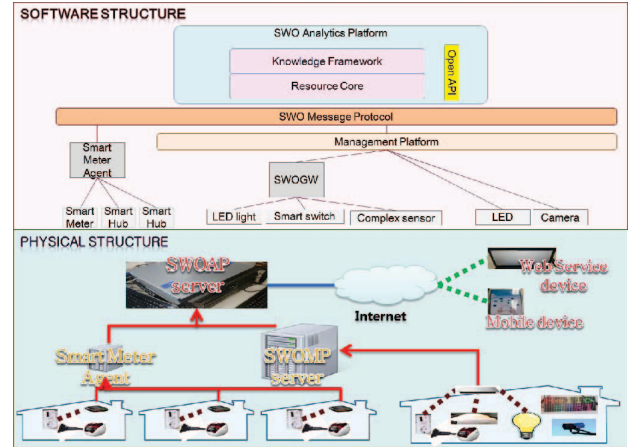 SOFTWARE STRUCTURE
SWO Analytics Platform
Knowledge Framework
Resource Core
Open API
SWO Message Protocol
Management Platform
Smart
Meter
Agent
SWOGW
Smart
Meter
Smart
Hub
Smart
Hub
LED light
Smart switch
Complex sensor
LED
Camera
PHYSICAL STRUCTURE
SWOAP
server
Internet
Web Service
device
Mobile device
Smart Meter
Agent
SWOMP
server